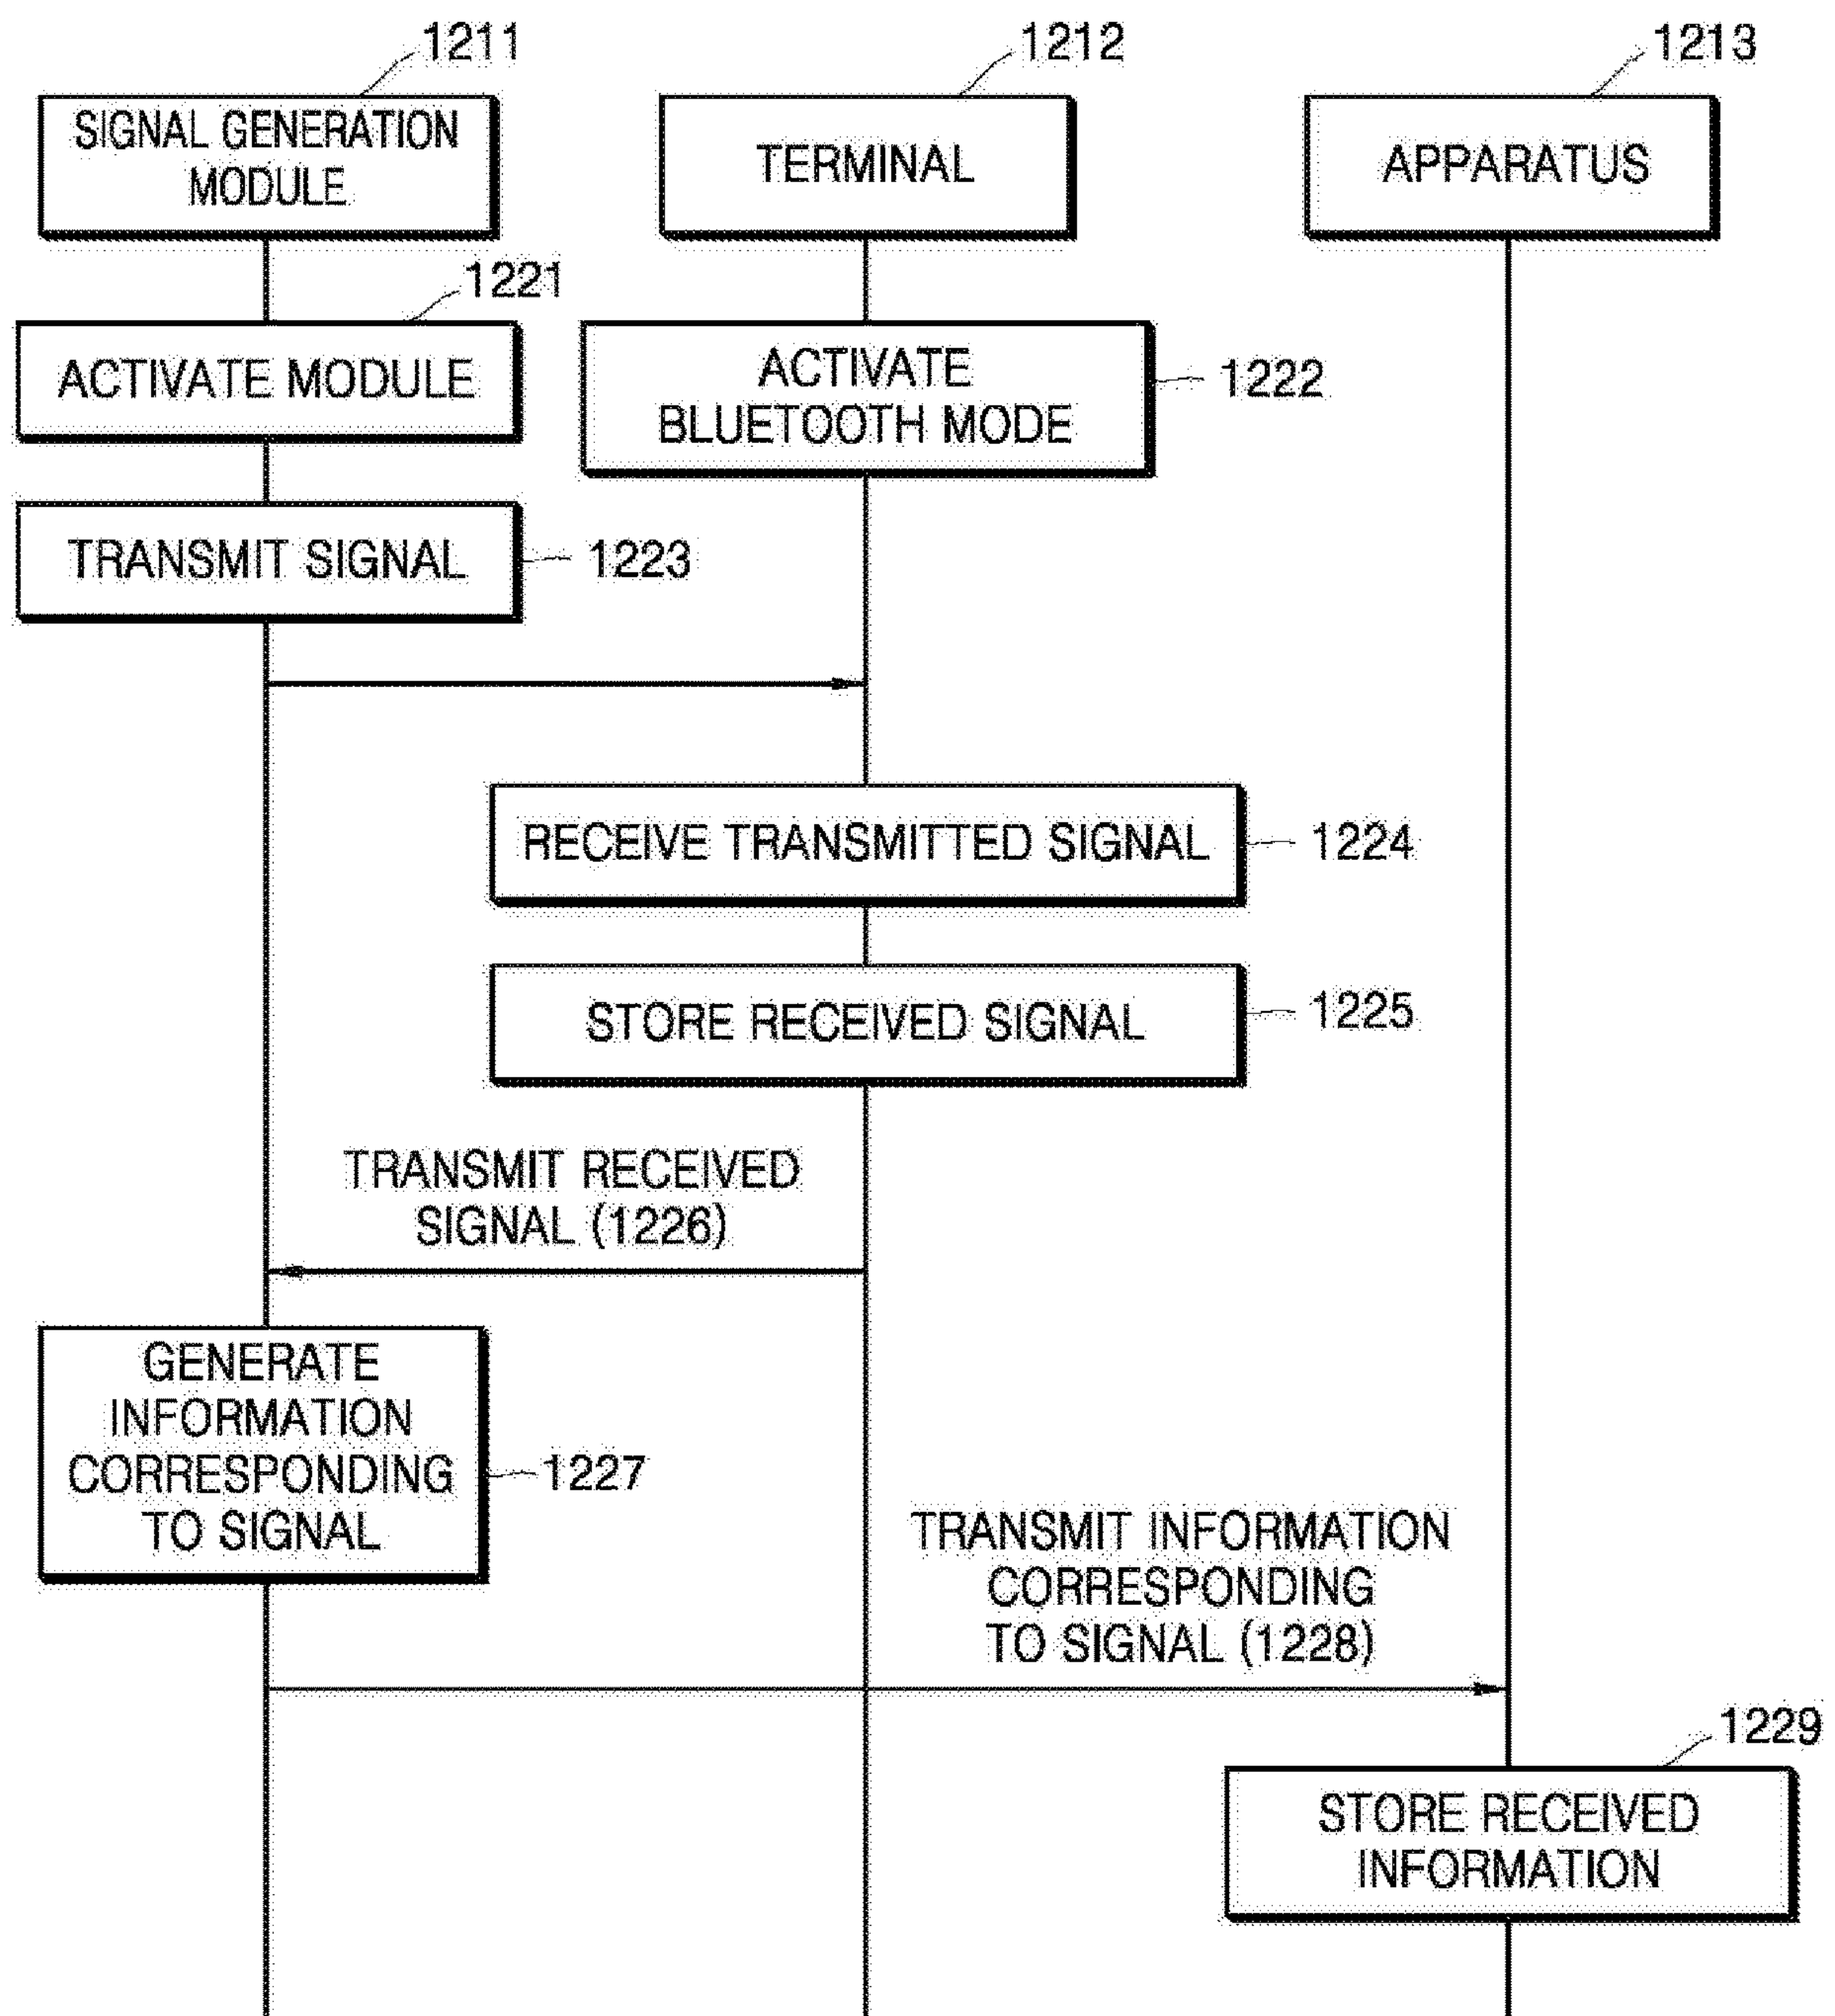 1211
1212
1213
SIGNAL GENERATION
MODULE
TERMINAL
APPARATUS
1221
ACTIVATE MODULE
ACTIVATE
BLUETOOTH MODE
1222
TRANSMIT SIGNAL
1223
RECEIVE TRANSMITTED SIGNAL
1224
STORE RECEIVED SIGNAL
1225
TRANSMIT RECEIVED
SIGNAL (1226)
GENERATE
INFORMATION
CORRESPONDING
TO SIGNAL
1227
TRANSMIT INFORMATION
CORRESPONDING
TO SIGNAL (1228)
1229
STORE RECEIVED
INFORMATION